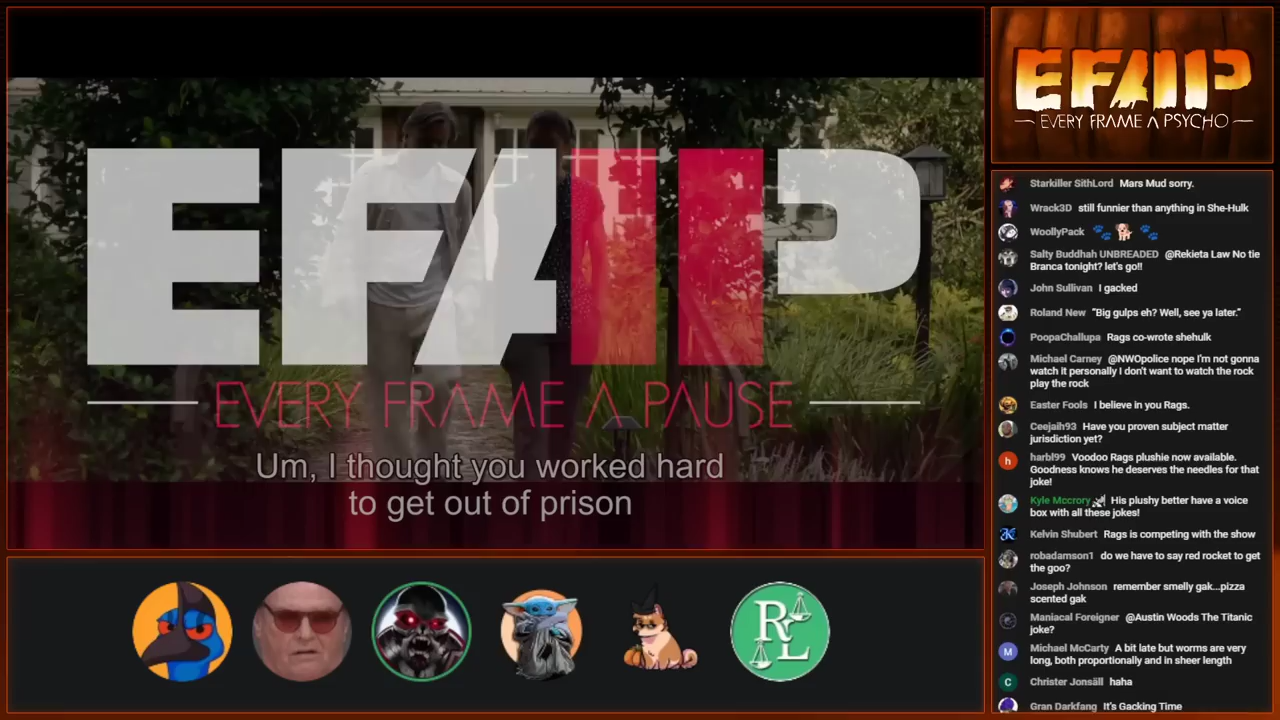 EFAIIP
EVERY FRAME A PAUSE
Um, I thought you worked hard
to get out of prison
EFAIIP
EVERY FRAME A PSYCHO
Starkiller SithLord Mars Mud sorry.
Wrack3D still funnier than anything in She-Hulk
WoollyPack 🐾 🐕 🐾
Salty Buddhah UNBREADED @Rekieta Law No tie
Branca tonight? let's go!!
John Sullivan I gacked
Roland New "Big gulps eh? Well, see ya later."
PoopaChallupa Rags co-wrote shehulk
Michael Carney @NWOpolice nope I'm not gonna
watch it personally I don't want to watch the rock
play the rock
Easter Fools I believe in you Rags.
Ceejaih93 Have you proven subject matter
jurisdiction yet?
h harbl99 Voodoo Rags plushie now available.
Goodness knows he deserves the needles for that
joke!
Kyle Mccrory His plushy better have a voice
box with all these jokes!
Kelvin Shubert Rags is competing with the show
robadamson1 do we have to say red rocket to get
the goo?
Joseph Johnson remember smelly gak...pizza
scented gak
Maniacal Foreigner @Austin Woods The Titanic
joke?
M Michael McCarty A bit late but worms are very
long, both proportionally and in sheer length
C Christer Jonsäll haha
Gran Darkfang It's Gacking Time
RL